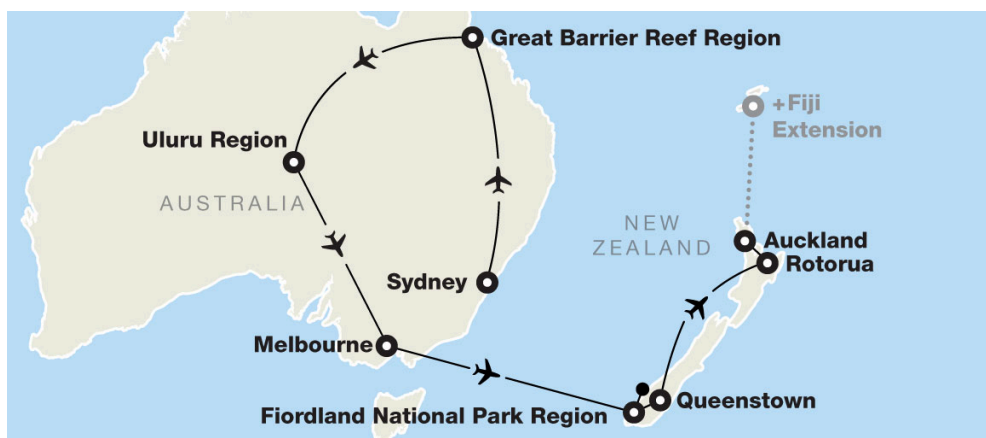 Great Barrier Reef Region
+Fiji
Extension
Uluru Region
AUSTRALIA
NEW
ZEALAND
Auckland
Rotorua
Sydney
Melbourne
Fiordland National Park Region
Queenstown